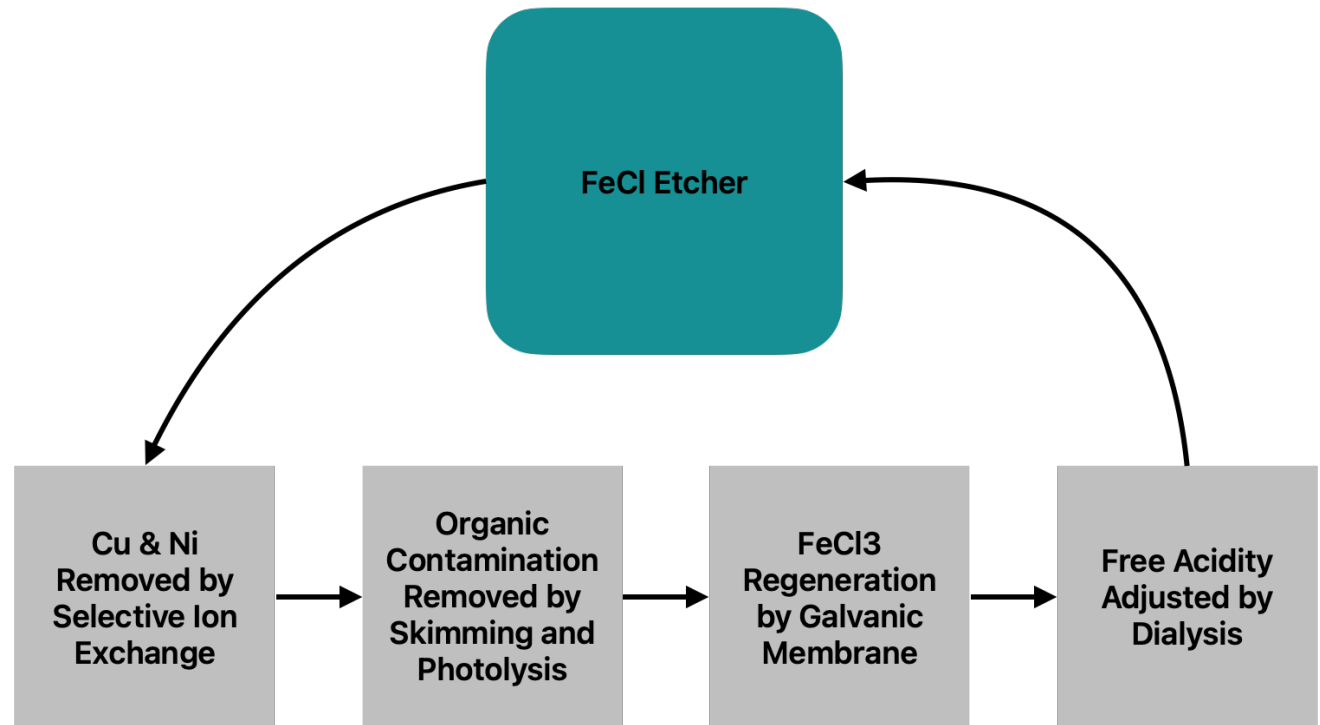 FeCl Etcher
Cu & Ni
Removed by
Selective Ion
Exchange
Organic
Contamination
Removed by
Skimming and
Photolysis
FeCl3
Regeneration
by Galvanic
Membrane
Free Acidity
Adjusted by
Dialysis